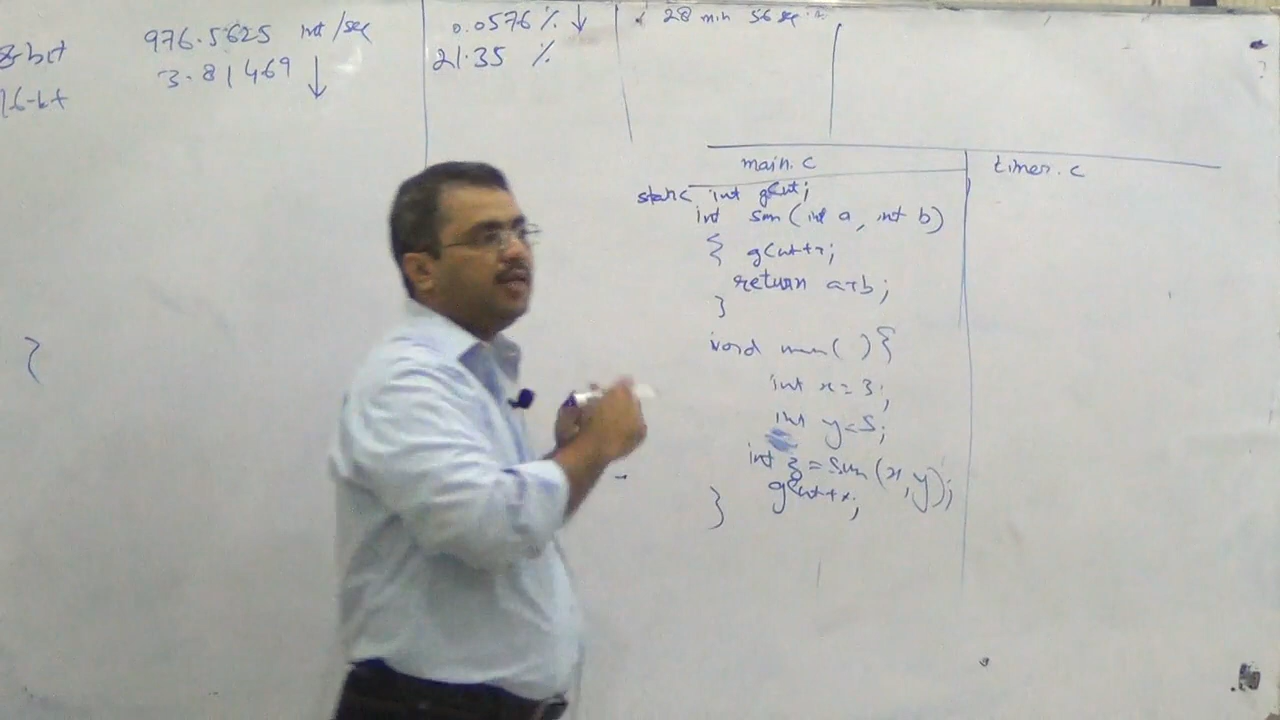 8-bit 976.5625 int/sec 0.0576 % ↓ 28 min 56 sec
16-bit 3.81469 ↓ 21.35 %
main.c timer.c
static int gCnt;
int sum(int a, int b)
{ gCnt++;
return a+b;
}
void main( ) {
int x = 3;
int y = 5;
int z = sum(x, y);
gCnt++;
}
}